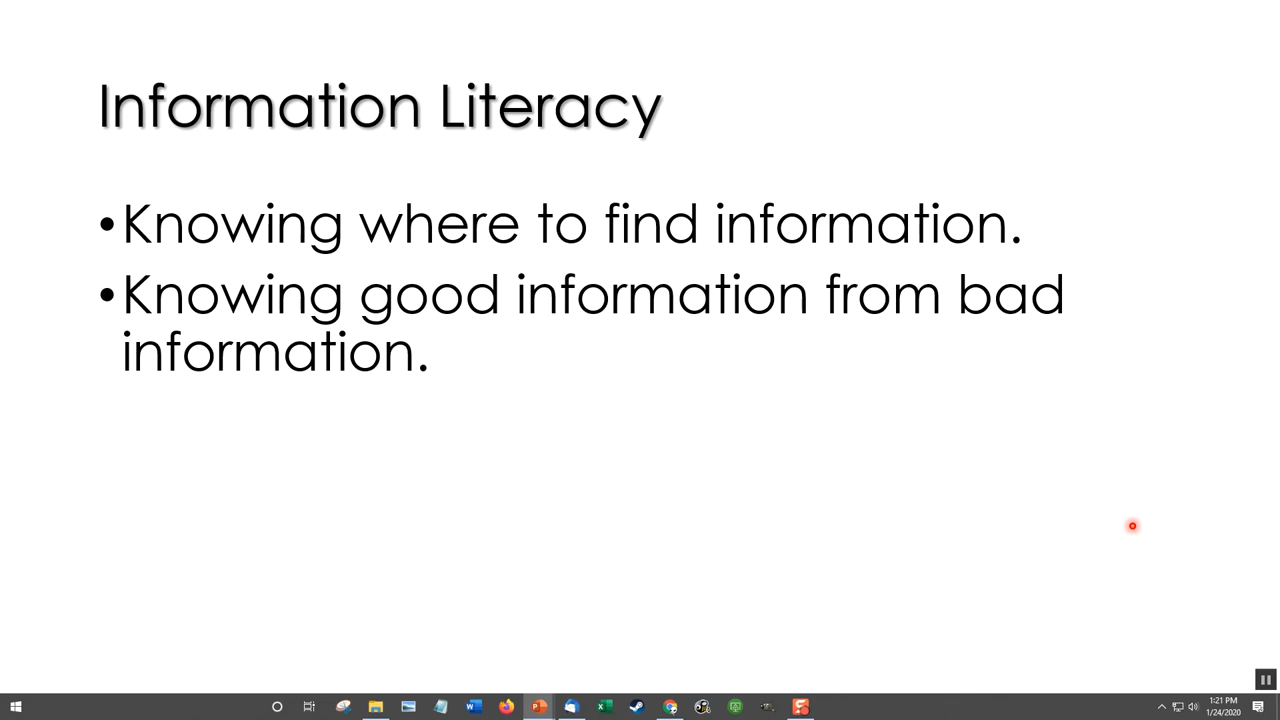 Information Literacy
•Knowing where to find information.
•Knowing good information from bad
information.
1:21 PM
1/24/2020